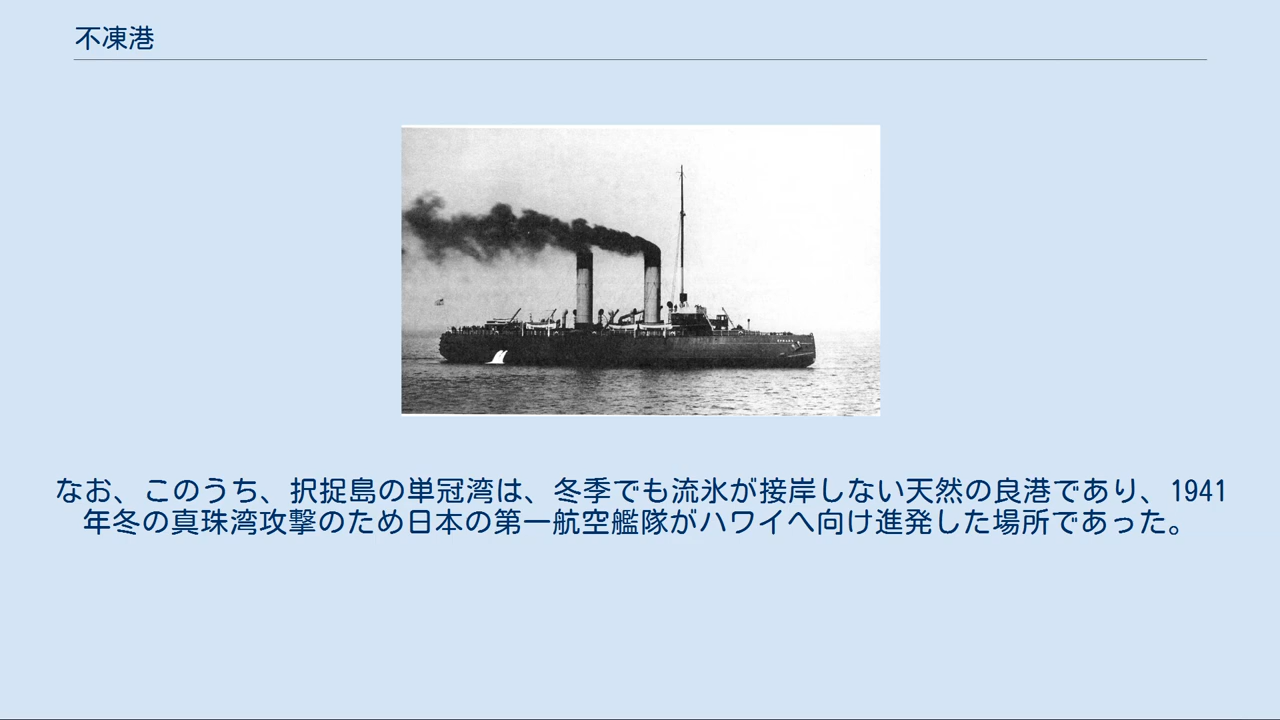 不凍港
なお、このうち、択捉島の単冠湾は、冬季でも流氷が接岸しない天然の良港であり、1941
年冬の真珠湾攻撃のため日本の第一航空艦隊がハワイへ向け進発した場所であった。